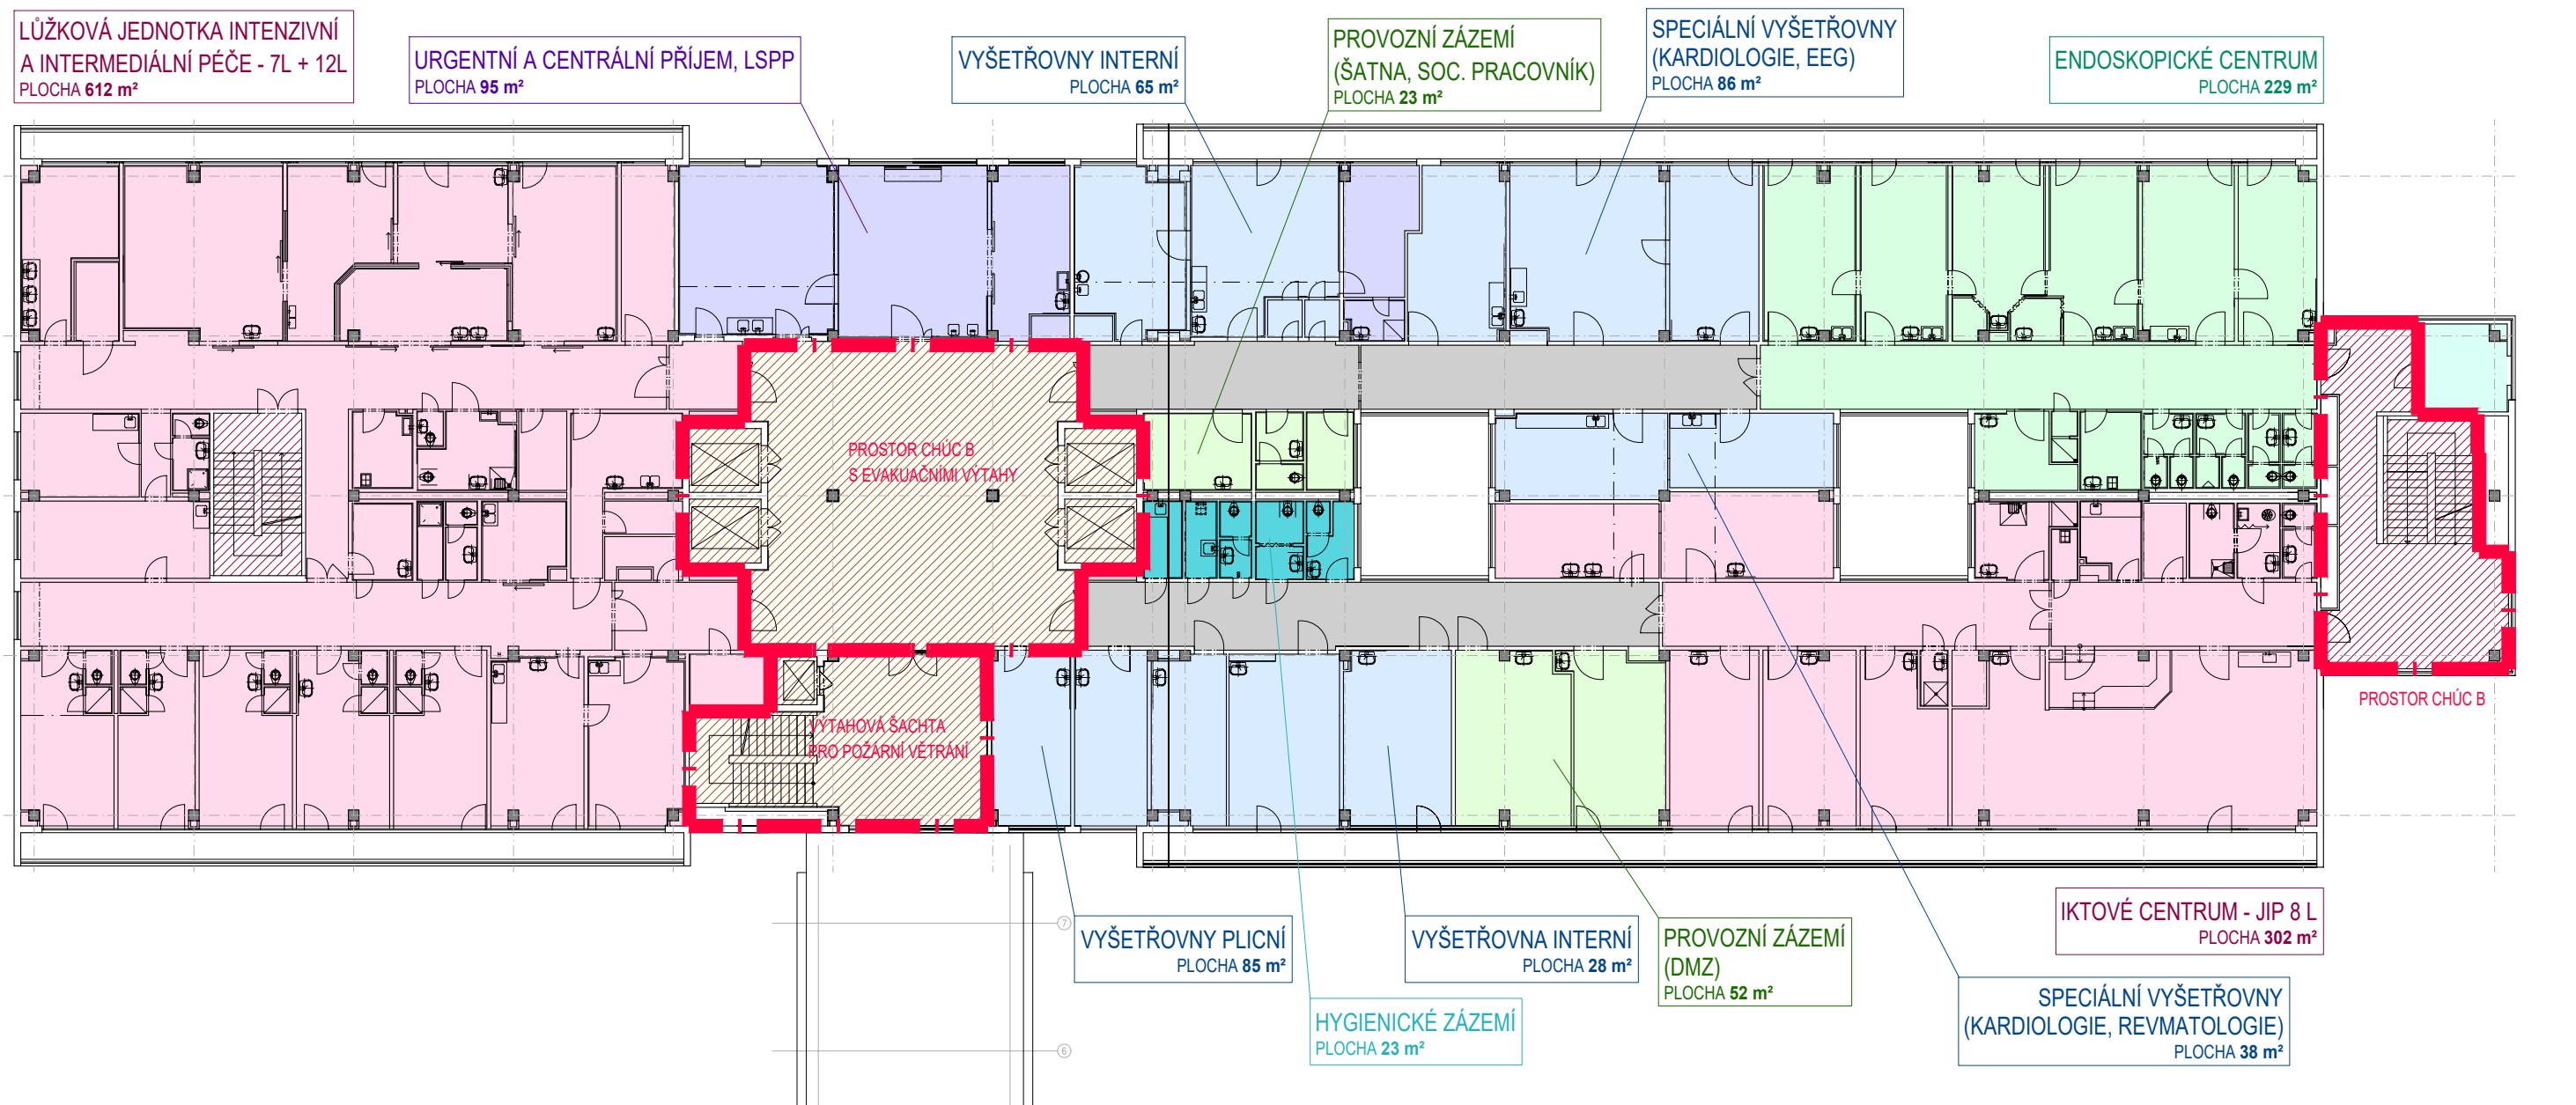 LŮŽKOVÁ JEDNOTKA INTENZIVNÍ
A INTERMEDIÁLNÍ PÉČE - 7L + 12L
PLOCHA 612 m²
URGENTNÍ A CENTRÁLNÍ PŘÍJEM, LSPP
PLOCHA 95 m²
VYŠETŘOVNY INTERNÍ
PLOCHA 65 m²
PROVOZNÍ ZÁZEMÍ
(ŠATNA, SOC. PRACOVNÍK)
PLOCHA 23 m²
SPECIÁLNÍ VYŠETŘOVNY
(KARDIOLOGIE, EEG)
PLOCHA 86 m²
ENDOSKOPICKÉ CENTRUM
PLOCHA 229 m²
PROSTOR CHÚC B
S EVAKUAČNÍMI VÝTAHY
VÝTAHOVÁ ŠACHTA
PRO POŽÁRNÍ VĚTRÁNÍ
PROSTOR CHÚC B
VYŠETŘOVNY PLICNÍ
PLOCHA 85 m²
VYŠETŘOVNA INTERNÍ
PLOCHA 28 m²
PROVOZNÍ ZÁZEMÍ
(DMZ)
PLOCHA 52 m²
IKTOVÉ CENTRUM - JIP 8 L
PLOCHA 302 m²
HYGIENICKÉ ZÁZEMÍ
PLOCHA 23 m²
SPECIÁLNÍ VYŠETŘOVNY
(KARDIOLOGIE, REVMATOLOGIE)
PLOCHA 38 m²
7
6